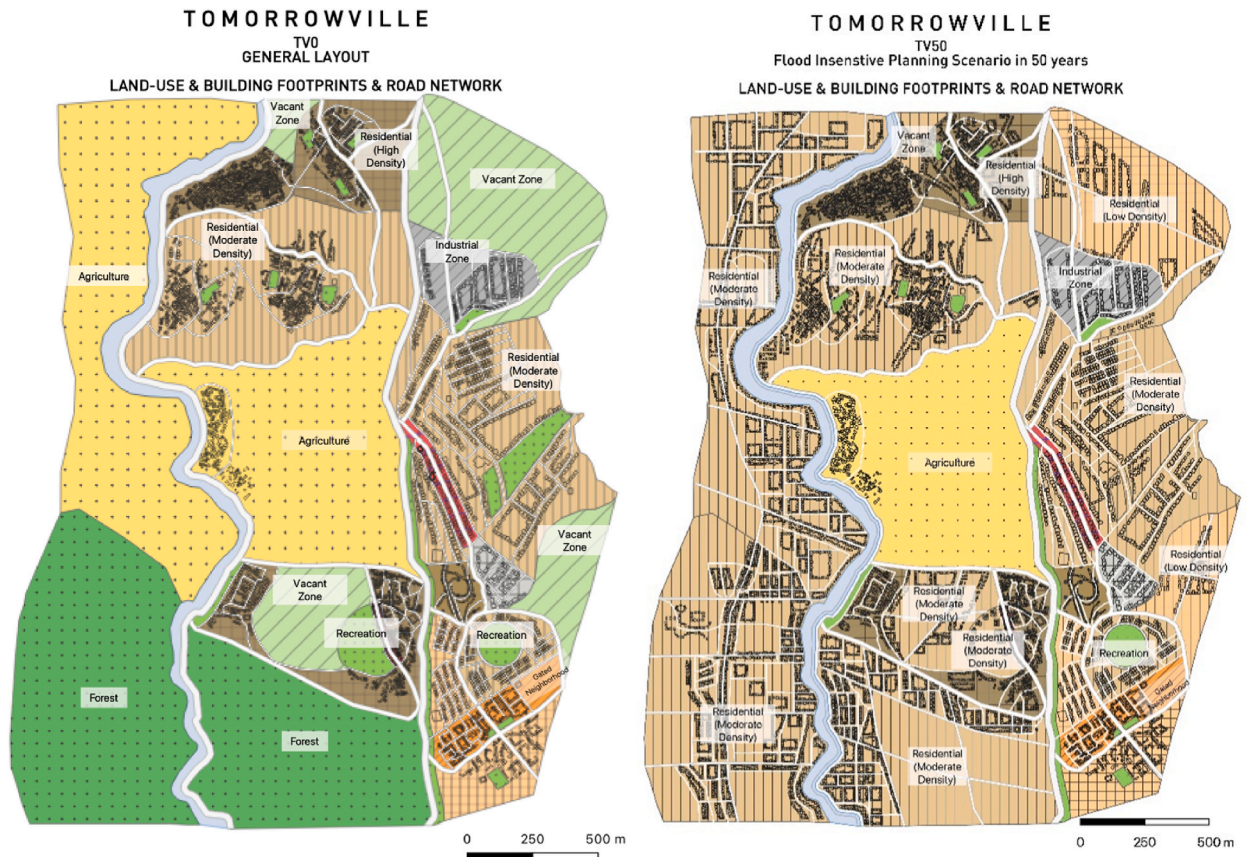 TOMORROWVILLE
TV0
GENERAL LAYOUT
LAND-USE & BUILDING FOOTPRINTS & ROAD NETWORK
Vacant
Zone
Residential
(High
Density)
Vacant Zone
Residential
(Moderate
Density)
Industrial
Zone
Agriculture
Residential
(Moderate
Density)
Agriculture
Vacant
Zone
Vacant
Zone
Recreation
Recreation
Gated
Neighborhood
Forest
Forest
0 250 500 m
TOMORROWVILLE
TV50
Flood Insenstive Planning Scenario in 50 years
LAND-USE & BUILDING FOOTPRINTS & ROAD NETWORK
Vacant
Zone
Residential
(High
Density)
Residential
(Low Density)
Residential
(Moderate
Density)
Residential
(Moderate
Density)
Industrial
Zone
Residential
(Moderate
Density)
Agriculture
Residential
(Low Density)
Residential
(Moderate
Density)
Residential
(Moderate
Density)
Recreation
Gated
Neighborhood
Residential
(Moderate
Density)
Residential
(Moderate
Density)
0 250 500 m